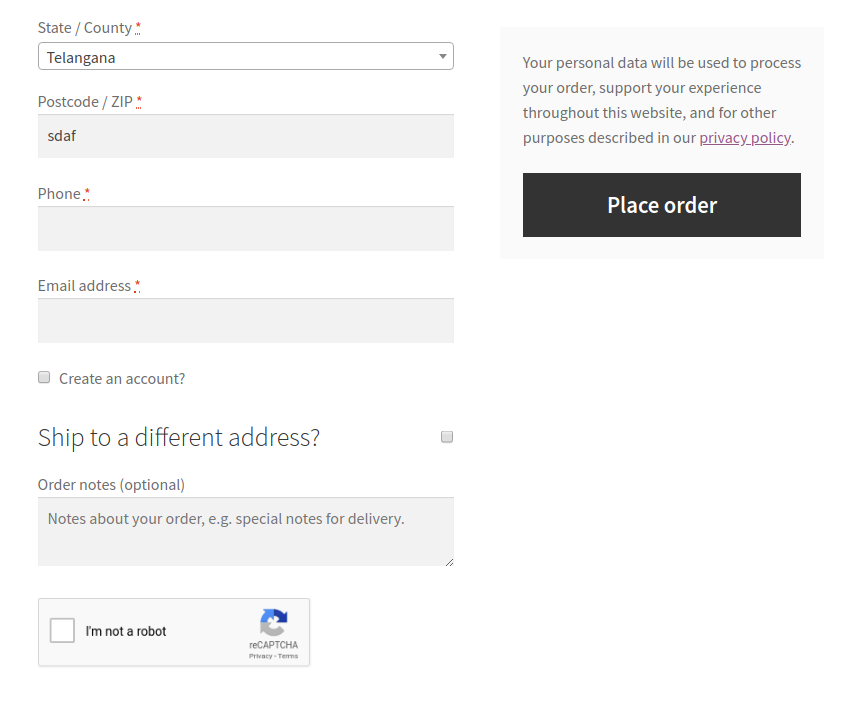 State / County *
Telangana
Postcode / ZIP *
sdaf
Phone *
Email address *
Create an account?
Ship to a different address?
Order notes (optional)
Notes about your order, e.g. special notes for delivery.
I'm not a robot
reCAPTCHA
Privacy - Terms
Your personal data will be used to process
your order, support your experience
throughout this website, and for other
purposes described in our privacy policy.
Place order